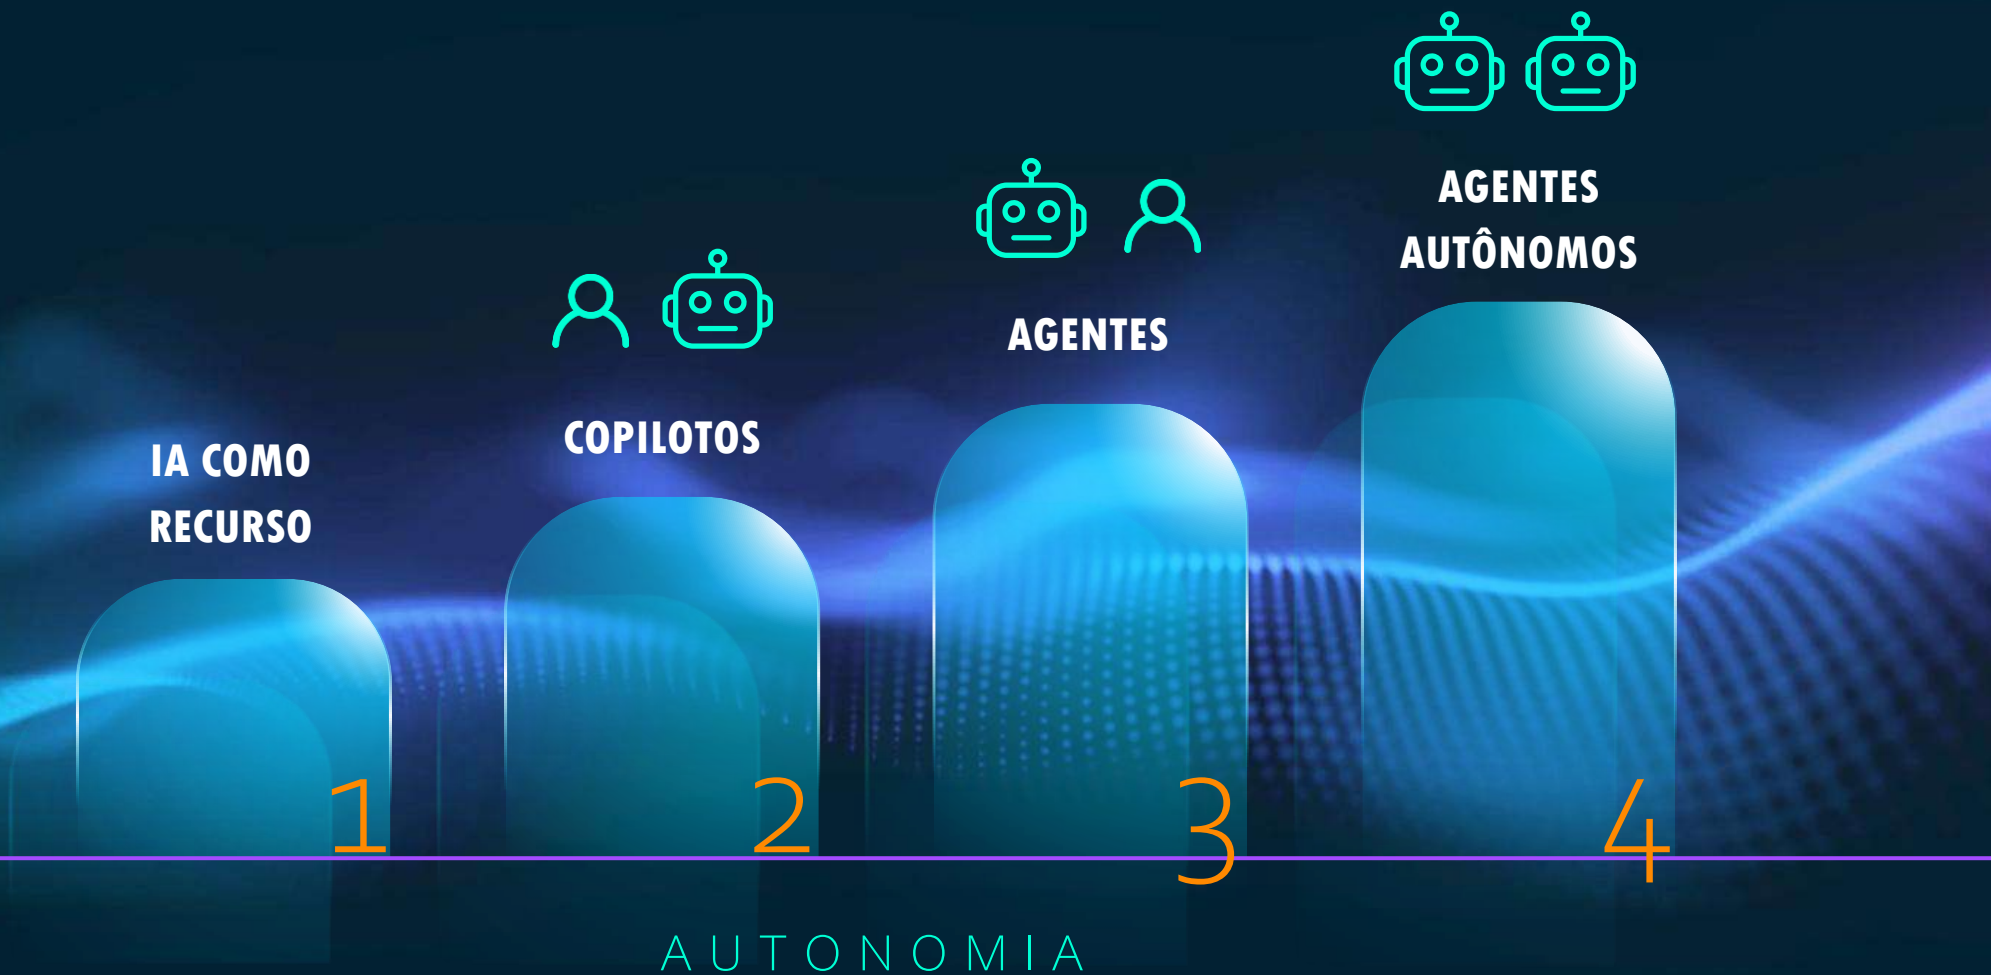 IA COMO
RECURSO
1
COPILOTOS
2
AGENTES
3
AGENTES
AUTÔNOMOS
4
AUTONOMIA